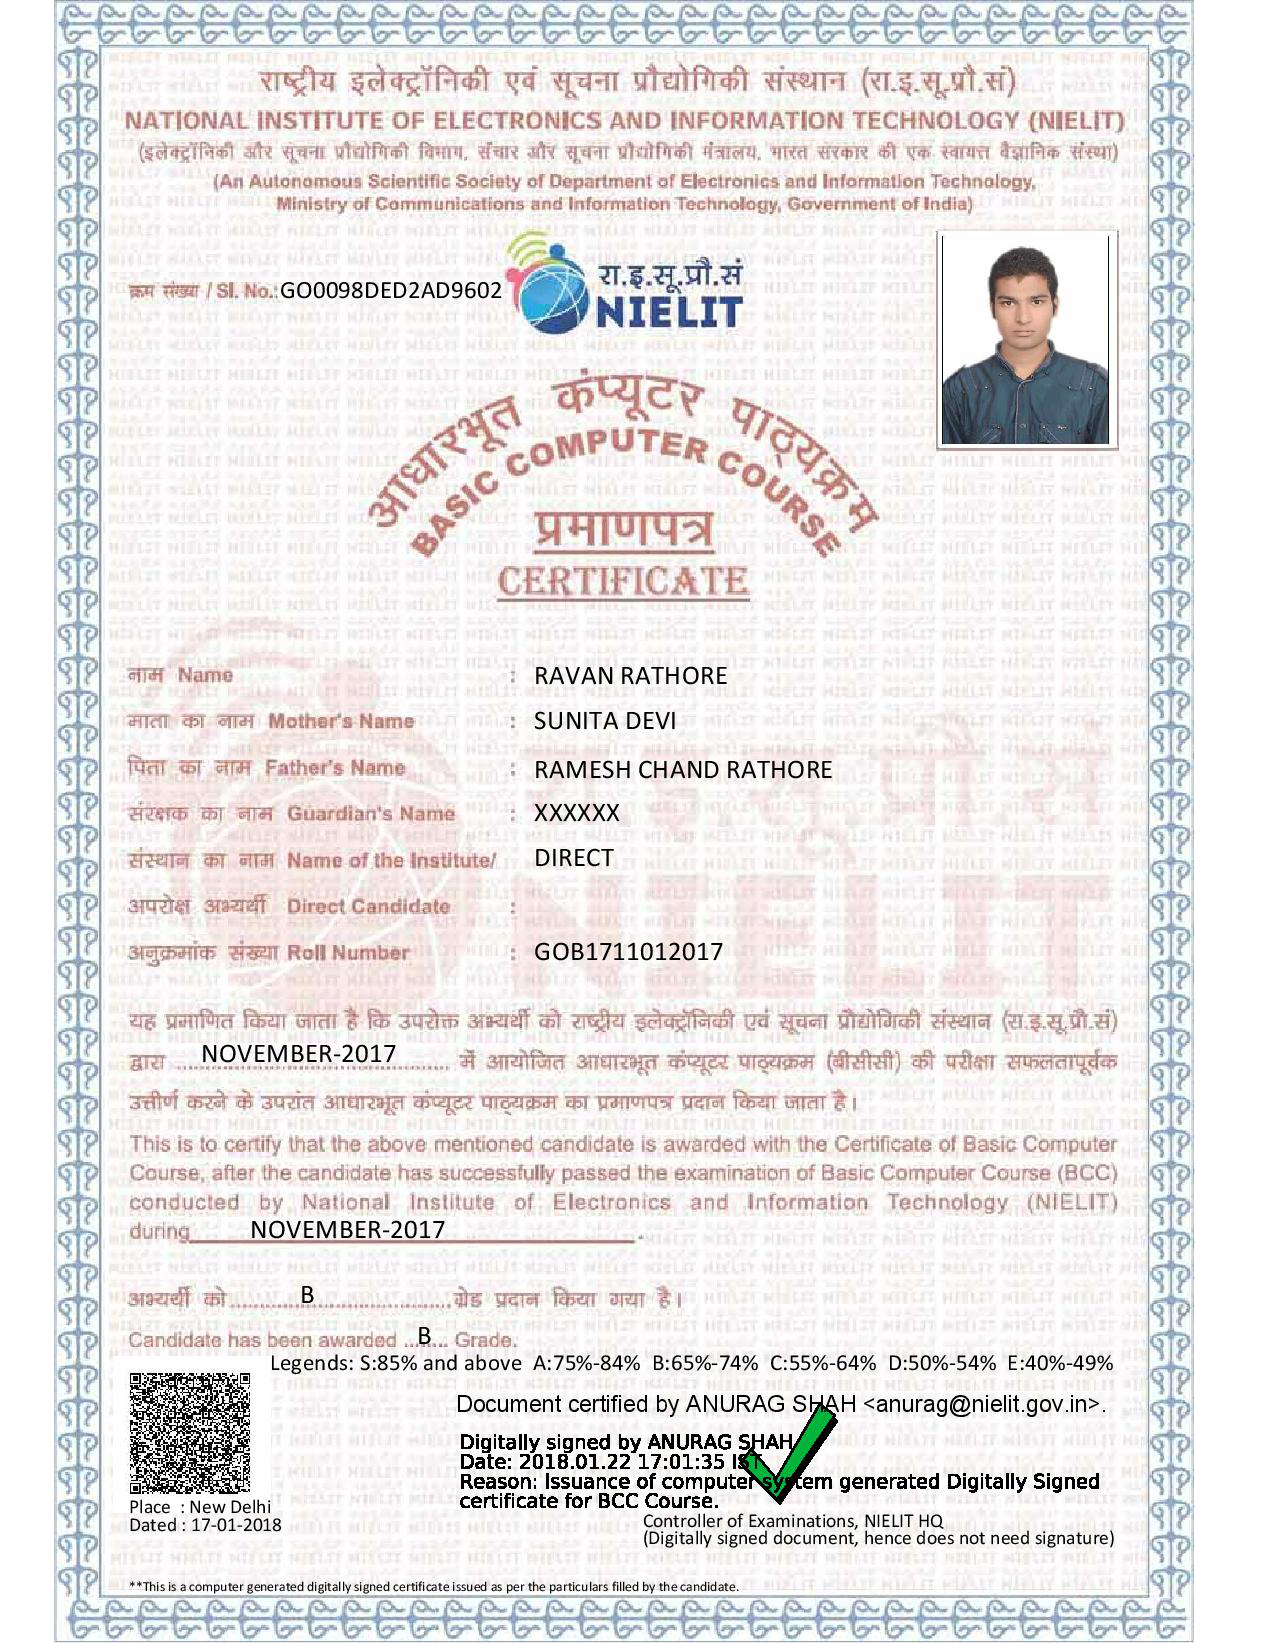 राष्ट्रीय इलेक्ट्रॉनिकी एवं सूचना प्रौद्योगिकी संस्थान (रा.इ.सू.प्रौ.सं)
NATIONAL INSTITUTE OF ELECTRONICS AND INFORMATION TECHNOLOGY (NIELIT)
(इलेक्ट्रॉनिकी और सूचना प्रौद्योगिकी विभाग, संचार और सूचना प्रौद्योगिकी मंत्रालय, भारत सरकार की एक स्वायत्त वैज्ञानिक संस्था)
(An Autonomous Scientific Society of Department of Electronics and Information Technology,
Ministry of Communications and Information Technology, Government of India)
क्रम संख्या / Sl. No.:GO0098DED2AD9602
रा.इ.सू.प्रौ.सं
NIELIT
आधारभूत कंप्यूटर पाठ्यक्रम
BASIC COMPUTER COURSE
प्रमाणपत्र
CERTIFICATE
नाम Name : RAVAN RATHORE
माता का नाम Mother's Name : SUNITA DEVI
पिता का नाम Father's Name : RAMESH CHAND RATHORE
संरक्षक का नाम Guardian's Name : XXXXXX
संस्थान का नाम Name of the Institute/ DIRECT
अपरोक्ष अभ्यर्थी Direct Candidate :
अनुक्रमांक संख्या Roll Number : GOB1711012017
यह प्रमाणित किया जाता है कि उपरोक्त अभ्यर्थी को राष्ट्रीय इलेक्ट्रॉनिकी एवं सूचना प्रौद्योगिकी संस्थान (रा.इ.सू.प्रौ.सं)
द्वारा NOVEMBER-2017 में आयोजित आधारभूत कंप्यूटर पाठ्यक्रम (बीसीसी) की परीक्षा सफलतापूर्वक
उत्तीर्ण करने के उपरांत आधारभूत कंप्यूटर पाठ्यक्रम का प्रमाणपत्र प्रदान किया जाता है।
This is to certify that the above mentioned candidate is awarded with the Certificate of Basic Computer
Course, after the candidate has successfully passed the examination of Basic Computer Course (BCC)
conducted by National Institute of Electronics and Information Technology (NIELIT)
during NOVEMBER-2017.
अभ्यर्थी को B ग्रेड प्रदान किया गया है।
Candidate has been awarded B Grade.
Legends: S:85% and above A:75%-84% B:65%-74% C:55%-64% D:50%-54% E:40%-49%
Document certified by ANURAG SHAH <anurag@nielit.gov.in>.
Digitally signed by ANURAG SHAH
Date: 2018.01.22 17:01:35 IST
Reason: Issuance of computer system generated Digitally Signed
certificate for BCC Course.
Place : New Delhi
Dated : 17-01-2018
Controller of Examinations, NIELIT HQ
(Digitally signed document, hence does not need signature)
**This is a computer generated digitally signed certificate issued as per the particulars filled by the candidate.